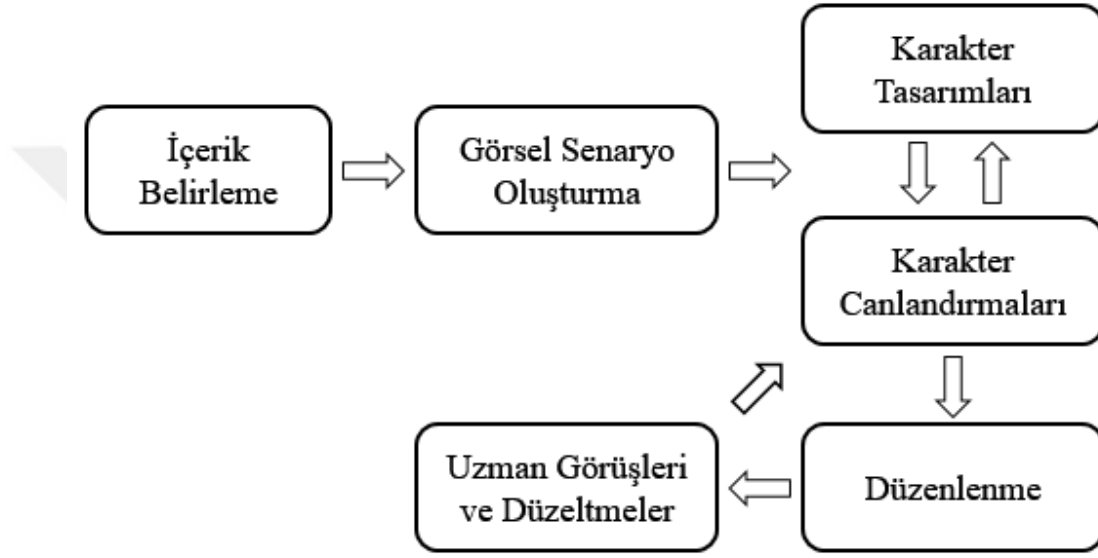 İçerik
Belirleme
Görsel Senaryo
Oluşturma
Karakter
Tasarımları
Karakter
Canlandırmaları
Düzenlenme
Uzman Görüşleri
ve Düzeltmeler